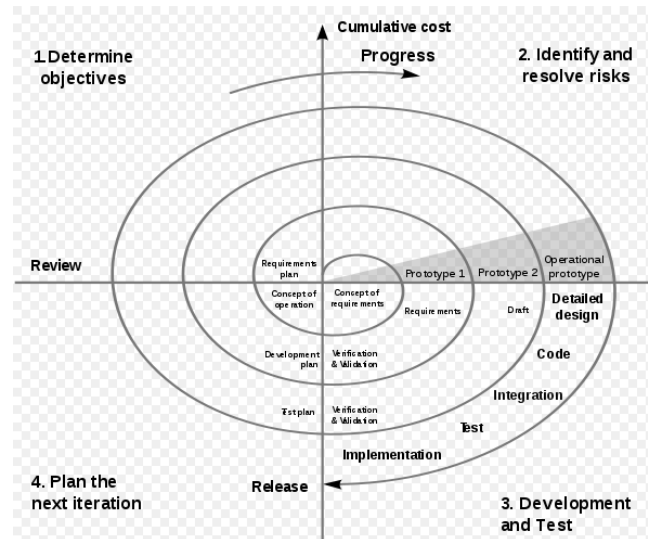 Cumulative cost
Progress
1.Determine
objectives
2. Identify and
resolve risks
Review
Requirements
plan
Prototype 1
Prototype 2
Operational
prototype
Concept of
operation
Concept of
requirements
Requirements
Draft
Detailed
design
Development
plan
Verification
& Validation
Code
Test plan
Verification
& Validation
Integration
Test
Implementation
4. Plan the
next iteration
Release
3. Development
and Test